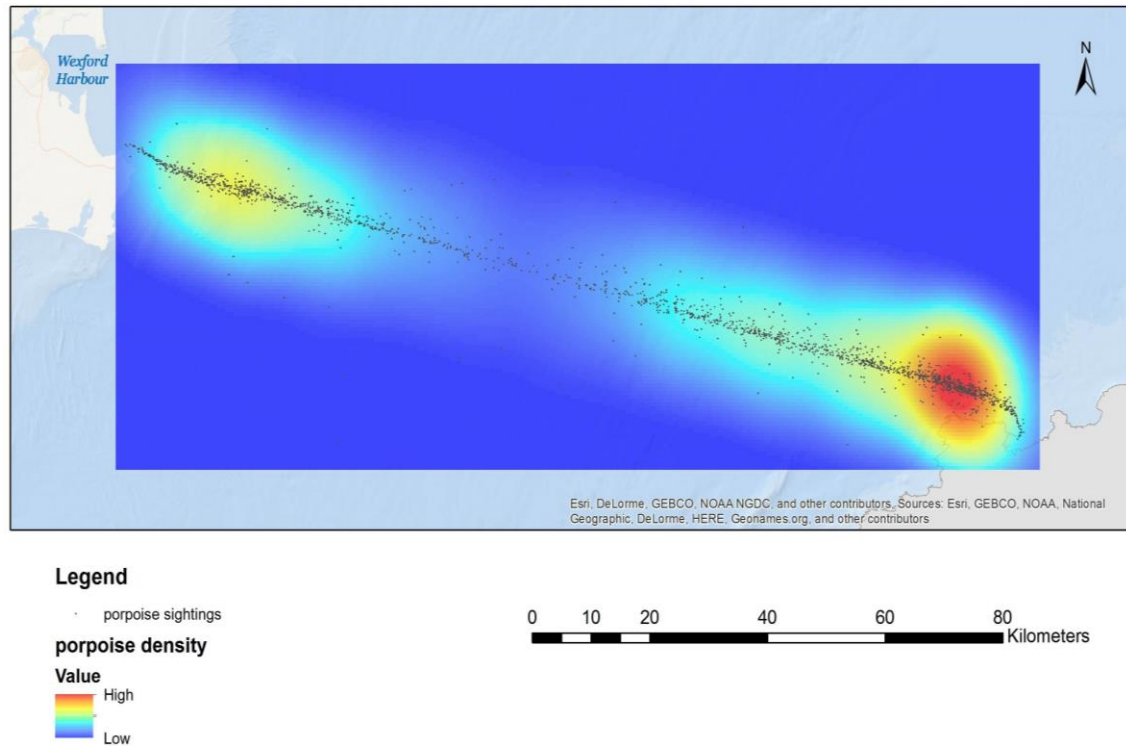 Wexford
Harbour
N
Esri, DeLorme, GEBCO, NOAA NGDC, and other contributors, Sources: Esri, GEBCO, NOAA, National
Geographic, DeLorme, HERE, Geonames.org, and other contributors
Legend
porpoise sightings
porpoise density
Value
High
Low
0 10 20 40 60 80
Kilometers